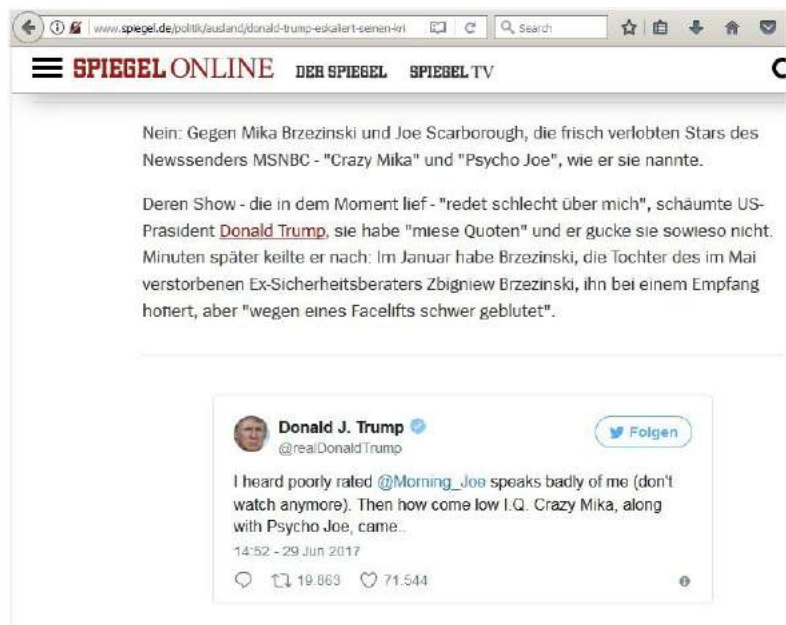 www.spiegel.de/politik/ausland/donald-trump-eskaliert-seinen-kri
Search
SPIEGEL ONLINE DER SPIEGEL SPIEGEL TV
Nein: Gegen Mika Brzezinski und Joe Scarborough, die frisch verlobten Stars des
Newssenders MSNBC - "Crazy Mika" und "Psycho Joe", wie er sie nannte.
Deren Show - die in dem Moment lief - "redet schlecht über mich", schäumte US-
Präsident Donald Trump, sie habe "miese Quoten" und er gucke sie sowieso nicht.
Minuten später keilte er nach: Im Januar habe Brzezinski, die Tochter des im Mai
verstorbenen Ex-Sicherheitsberaters Zbigniew Brzezinski, ihn bei einem Empfang
hofiert, aber "wegen eines Facelifts schwer geblutet".
Donald J. Trump
@realDonaldTrump
Folgen
I heard poorly rated @Morning_Joe speaks badly of me (don't
watch anymore). Then how come low I.Q. Crazy Mika, along
with Psycho Joe, came..
14:52 - 29 Jun 2017
19.863 71.544